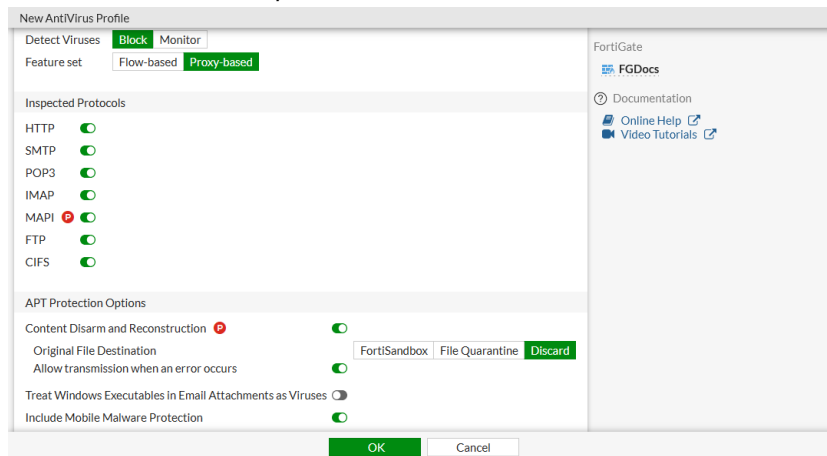 New AntiVirus Profile
Detect Viruses Block Monitor
Feature set Flow-based Proxy-based
Inspected Protocols
HTTP
SMTP
POP3
IMAP
MAPI P
FTP
CIFS
APT Protection Options
Content Disarm and Reconstruction P
Original File Destination FortiSandbox File Quarantine Discard
Allow transmission when an error occurs
Treat Windows Executables in Email Attachments as Viruses
Include Mobile Malware Protection
OK Cancel
FortiGate
FGDocs
? Documentation
Online Help
Video Tutorials